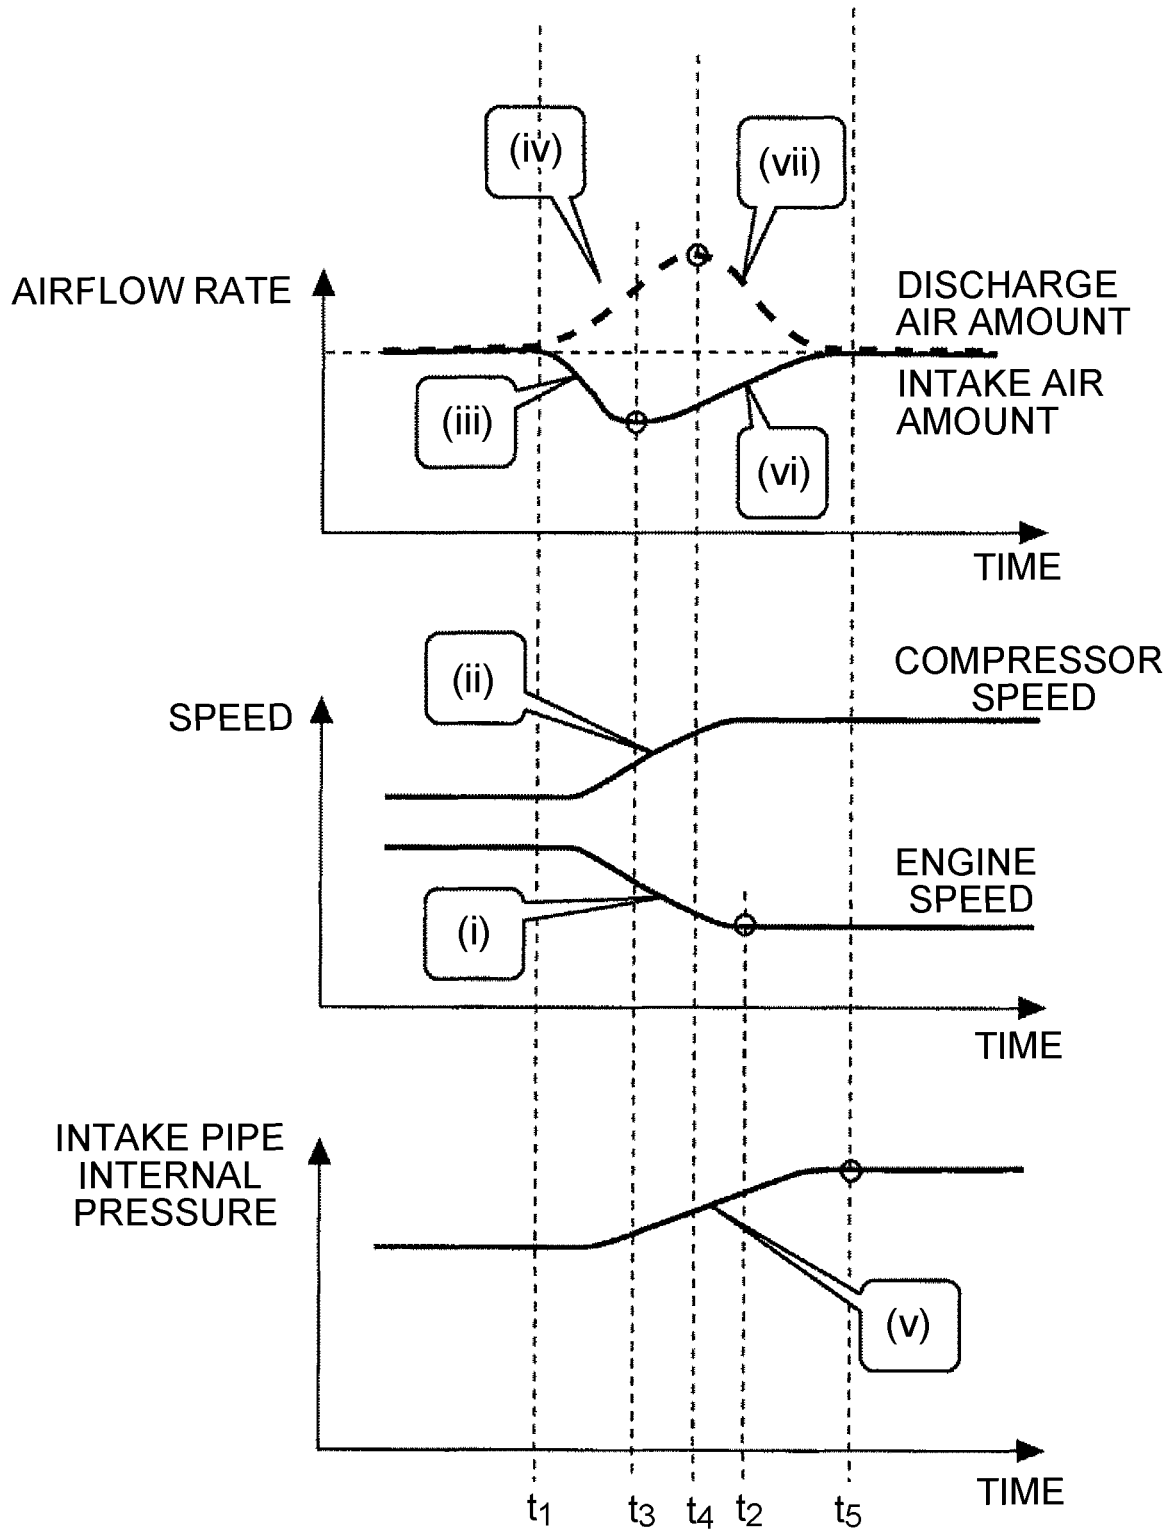 (iv)
(vii)
AIRFLOW RATE
DISCHARGE
AIR AMOUNT
INTAKE AIR
AMOUNT
(iii)
(vi)
TIME
(ii)
COMPRESSOR
SPEED
SPEED
ENGINE
SPEED
(i)
TIME
INTAKE PIPE
INTERNAL
PRESSURE
(v)
TIME
t1 t3 t4 t2 t5